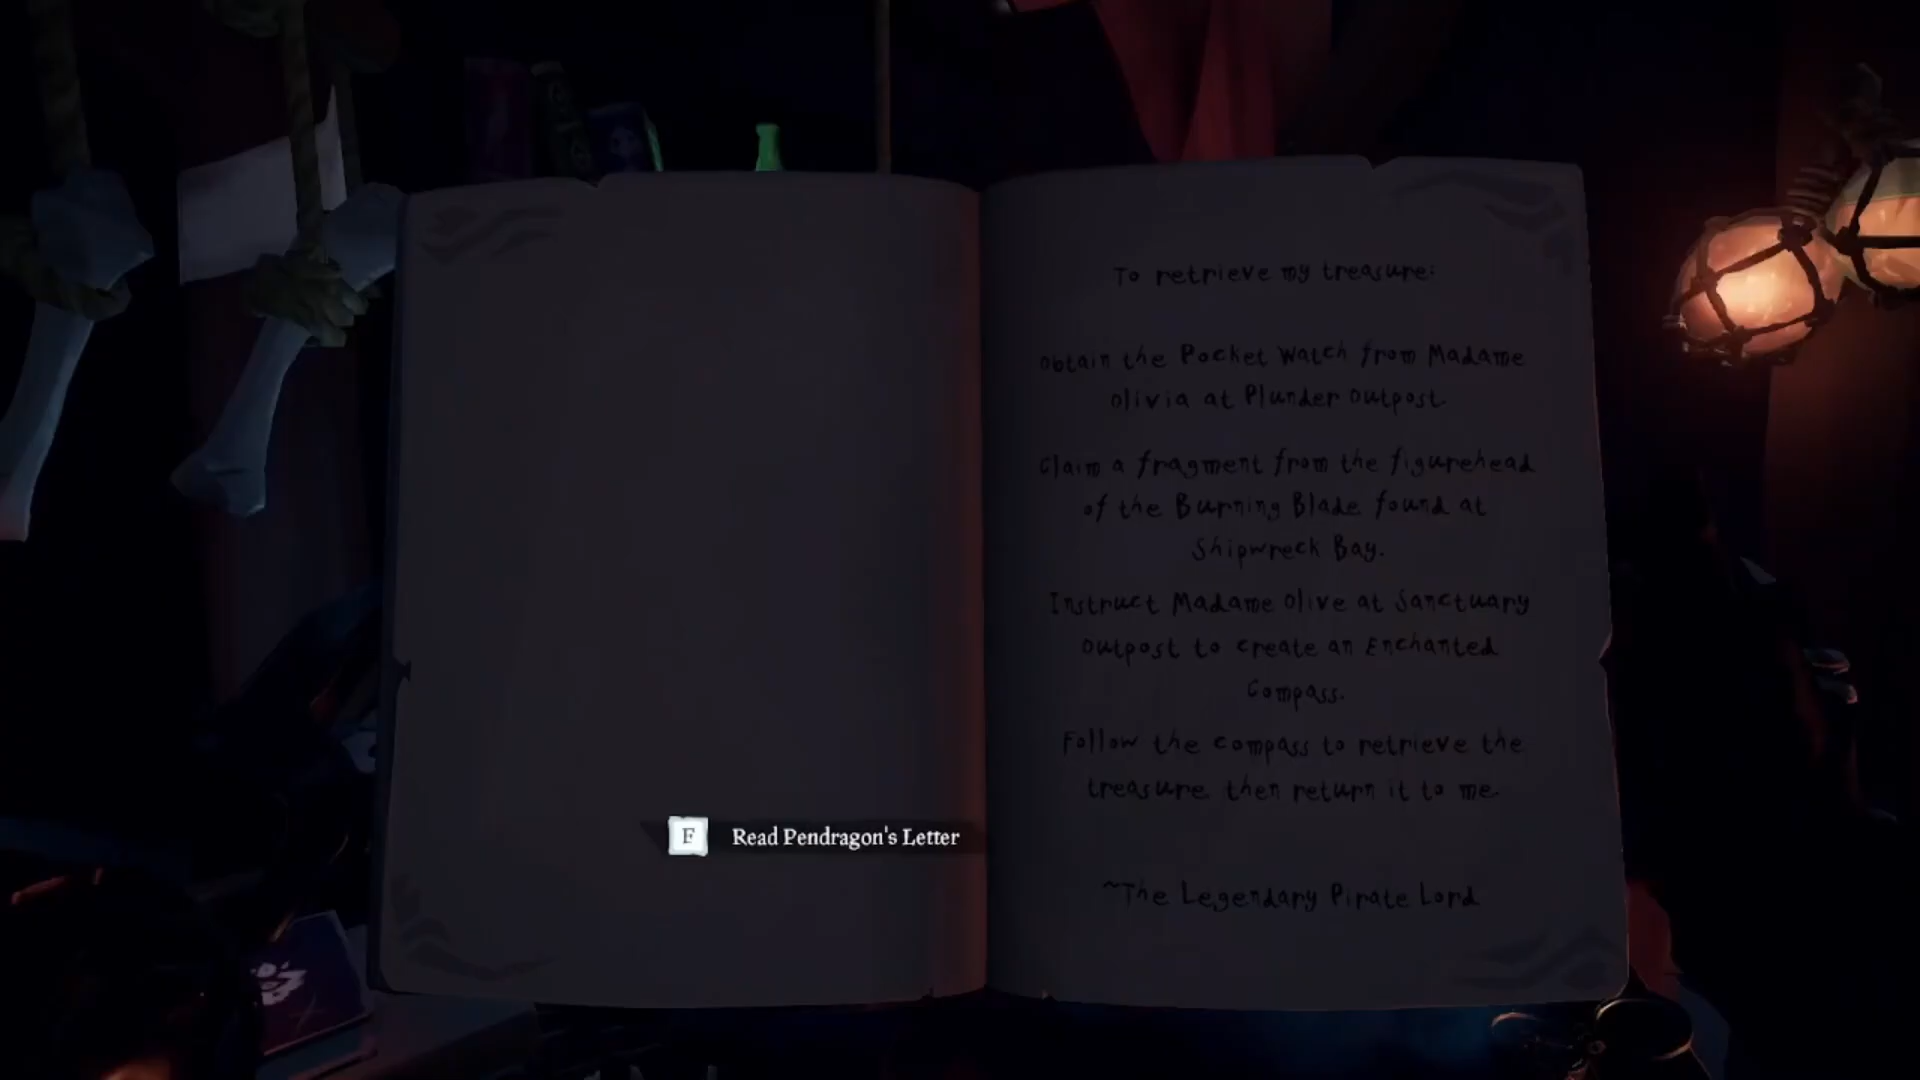 To retrieve my treasure:
Obtain the Pocket Watch from Madame
Olivia at Plunder Outpost
Claim a fragment from the figurehead
of the Burning Blade found at
Shipwreck Bay.
Instruct Madame Olive at Sanctuary
Outpost to create an Enchanted
Compass.
Follow the compass to retrieve the
treasure then return it to me.
F Read Pendragon's Letter
~The Legendary Pirate Lord